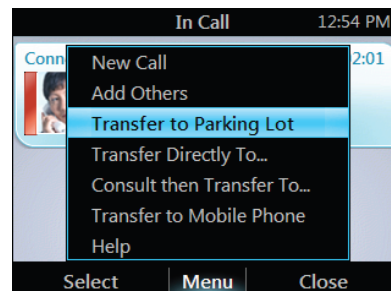 In Call 12:54 PM
Conn 2:01
New Call
Add Others
Transfer to Parking Lot
Transfer Directly To...
Consult then Transfer To...
Transfer to Mobile Phone
Help
Select Menu Close